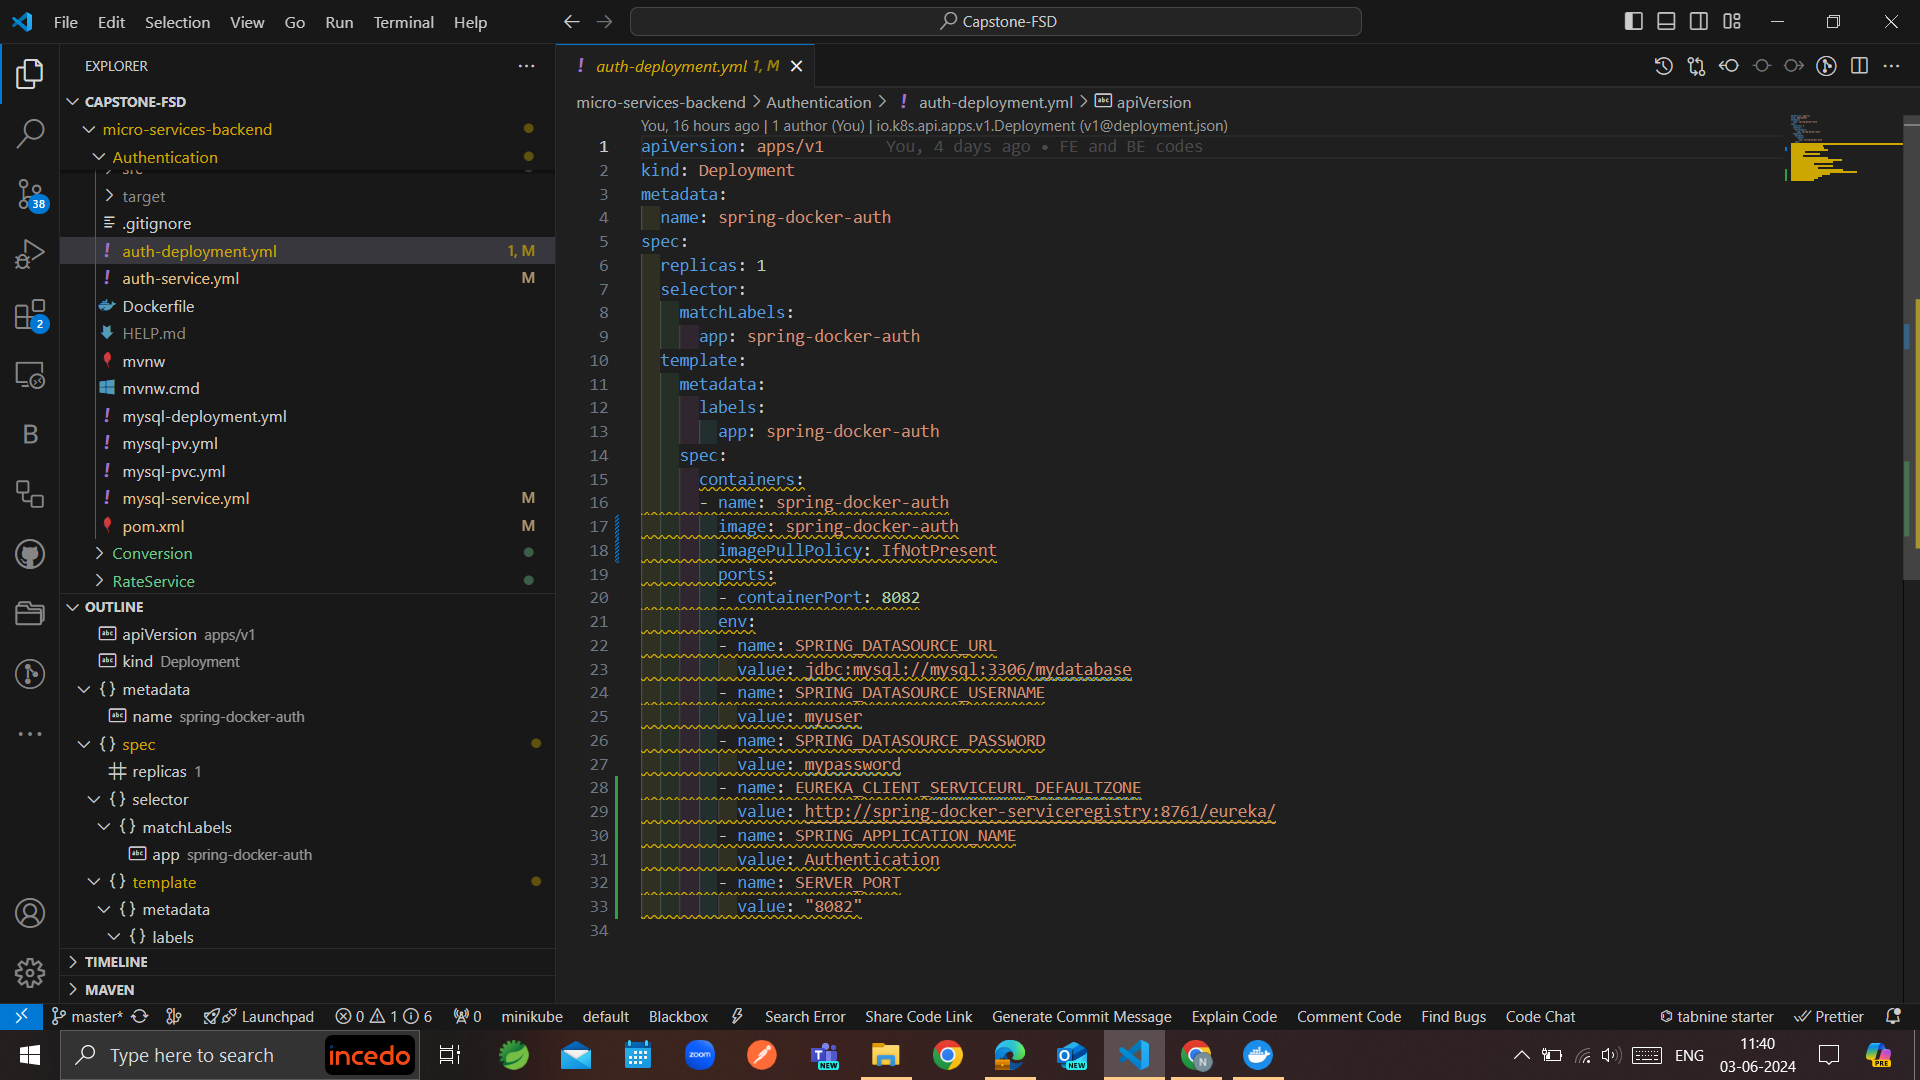 File Edit Selection View Go Run Terminal Help
Capstone-FSD
EXPLORER
CAPSTONE-FSD
micro-services-backend
Authentication
src
target
.gitignore
auth-deployment.yml 1, M
auth-service.yml M
Dockerfile
HELP.md
mvnw
mvnw.cmd
mysql-deployment.yml
mysql-pv.yml
mysql-pvc.yml
mysql-service.yml M
pom.xml M
Conversion
RateService
OUTLINE
apiVersion apps/v1
kind Deployment
metadata
name spring-docker-auth
spec
replicas 1
selector
matchLabels
app spring-docker-auth
template
metadata
labels
TIMELINE
MAVEN
38
2
B
auth-deployment.yml 1, M
micro-services-backend > Authentication > ! auth-deployment.yml > apiVersion
You, 16 hours ago | 1 author (You) | io.k8s.api.apps.v1.Deployment (v1@deployment.json)
1 apiVersion: apps/v1 You, 4 days ago • FE and BE codes
2 kind: Deployment
3 metadata:
4 name: spring-docker-auth
5 spec:
6 replicas: 1
7 selector:
8 matchLabels:
9 app: spring-docker-auth
10 template:
11 metadata:
12 labels:
13 app: spring-docker-auth
14 spec:
15 containers:
16 - name: spring-docker-auth
17 image: spring-docker-auth
18 imagePullPolicy: IfNotPresent
19 ports:
20 - containerPort: 8082
21 env:
22 - name: SPRING_DATASOURCE_URL
23 value: jdbc:mysql://mysql:3306/mydatabase
24 - name: SPRING_DATASOURCE_USERNAME
25 value: myuser
26 - name: SPRING_DATASOURCE_PASSWORD
27 value: mypassword
28 - name: EUREKA_CLIENT_SERVICEURL_DEFAULTZONE
29 value: http://spring-docker-serviceregistry:8761/eureka/
30 - name: SPRING_APPLICATION_NAME
31 value: Authentication
32 - name: SERVER_PORT
33 value: "8082"
34
master* Launchpad 0 1 6 0 minikube default Blackbox Search Error Share Code Link Generate Commit Message Explain Code Comment Code Find Bugs Code Chat tabnine starter Prettier
Type here to search
incedo
zoom
NEW
NEW
N
ENG
11:40
03-06-2024
PRE